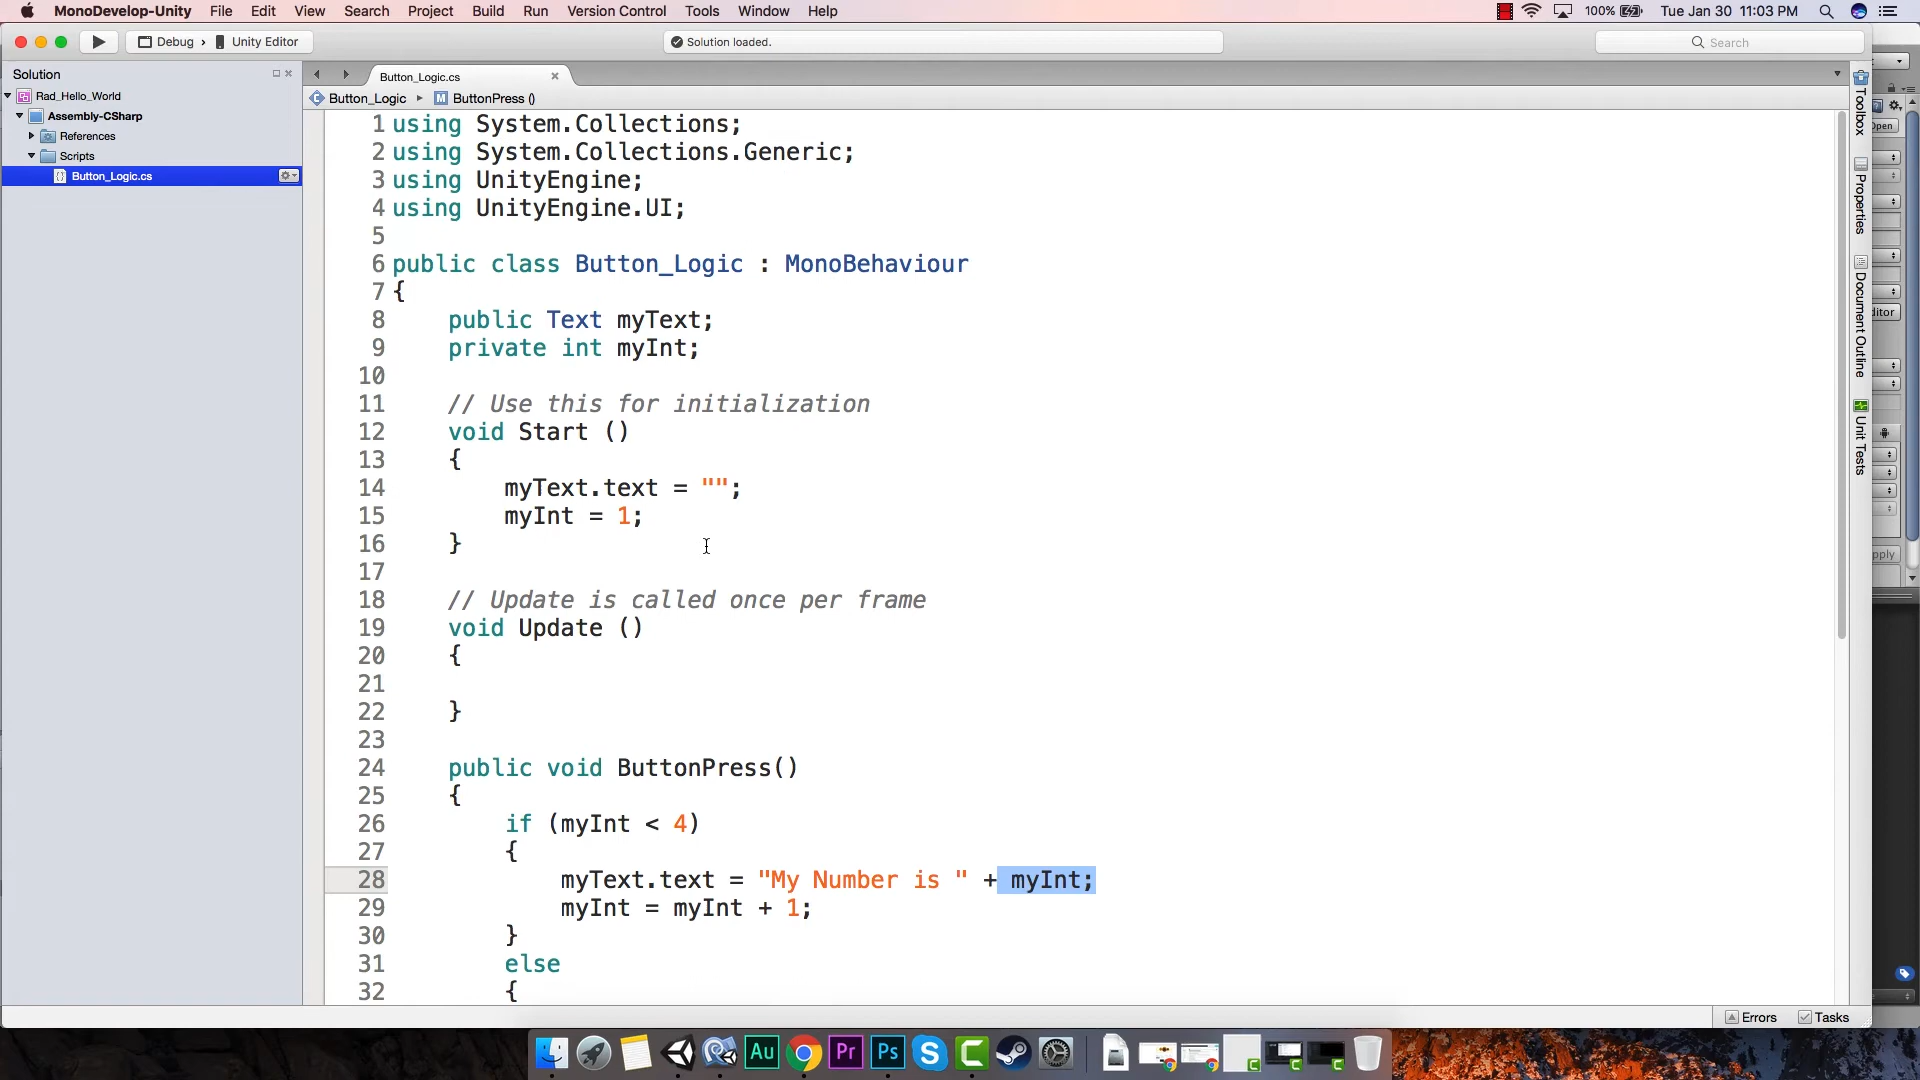 MonoDevelop-Unity File Edit View Search Project Build Run Version Control Tools Window Help 100% Tue Jan 30 11:03 PM
Debug › Unity Editor Solution loaded. Search
Solution
Button_Logic.cs
Rad_Hello_World
Button_Logic ▸ ButtonPress ()
Assembly-CSharp
References
Scripts
Button_Logic.cs
1 using System.Collections;
2 using System.Collections.Generic;
3 using UnityEngine;
4 using UnityEngine.UI;
5
6 public class Button_Logic : MonoBehaviour
7 {
8 public Text myText;
9 private int myInt;
10
11 // Use this for initialization
12 void Start ()
13 {
14 myText.text = "";
15 myInt = 1;
16 }
17
18 // Update is called once per frame
19 void Update ()
20 {
21
22 }
23
24 public void ButtonPress()
25 {
26 if (myInt < 4)
27 {
28 myText.text = "My Number is " + myInt;
29 myInt = myInt + 1;
30 }
31 else
32 {
Toolbox
Properties
Document Outline
Unit Tests
Open
itor
pply
Errors Tasks
Au Pr Ps